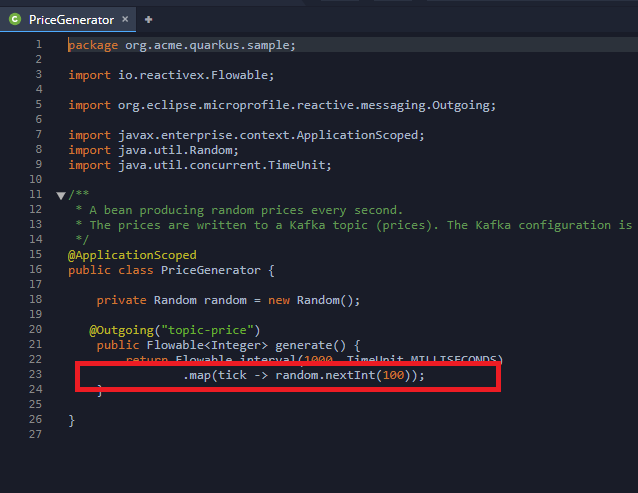 PriceGenerator × +
1 package org.acme.quarkus.sample;
2
3 import io.reactivex.Flowable;
4
5 import org.eclipse.microprofile.reactive.messaging.Outgoing;
6
7 import javax.enterprise.context.ApplicationScoped;
8 import java.util.Random;
9 import java.util.concurrent.TimeUnit;
10
11 /**
12 * A bean producing random prices every second.
13 * The prices are written to a Kafka topic (prices). The Kafka configuration is
14 */
15 @ApplicationScoped
16 public class PriceGenerator {
17
18 private Random random = new Random();
19
20 @Outgoing("topic-price")
21 public Flowable<Integer> generate() {
22 return Flowable.interval(1000, TimeUnit.MILLISECONDS)
23 .map(tick -> random.nextInt(100));
24 }
25
26 }
27